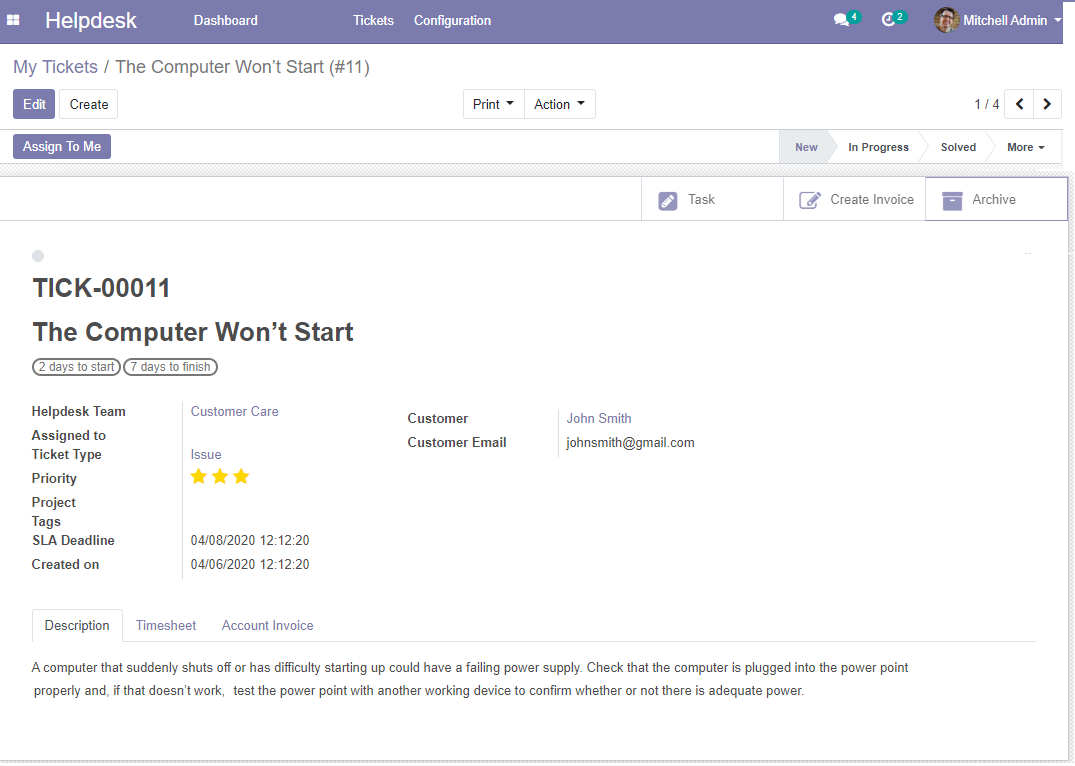 Helpdesk Dashboard Tickets Configuration 4 2 Mitchell Admin
My Tickets / The Computer Won’t Start (#11)
Edit Create Print Action 1 / 4
Assign To Me New In Progress Solved More
Task Create Invoice Archive
TICK-00011
The Computer Won’t Start
2 days to start 7 days to finish
Helpdesk Team Customer Care
Assigned to
Ticket Type Issue
Priority
Project
Tags
SLA Deadline 04/08/2020 12:12:20
Created on 04/06/2020 12:12:20
Customer John Smith
Customer Email johnsmith@gmail.com
Description Timesheet Account Invoice
A computer that suddenly shuts off or has difficulty starting up could have a failing power supply. Check that the computer is plugged into the power point
properly and, if that doesn’t work, test the power point with another working device to confirm whether or not there is adequate power.